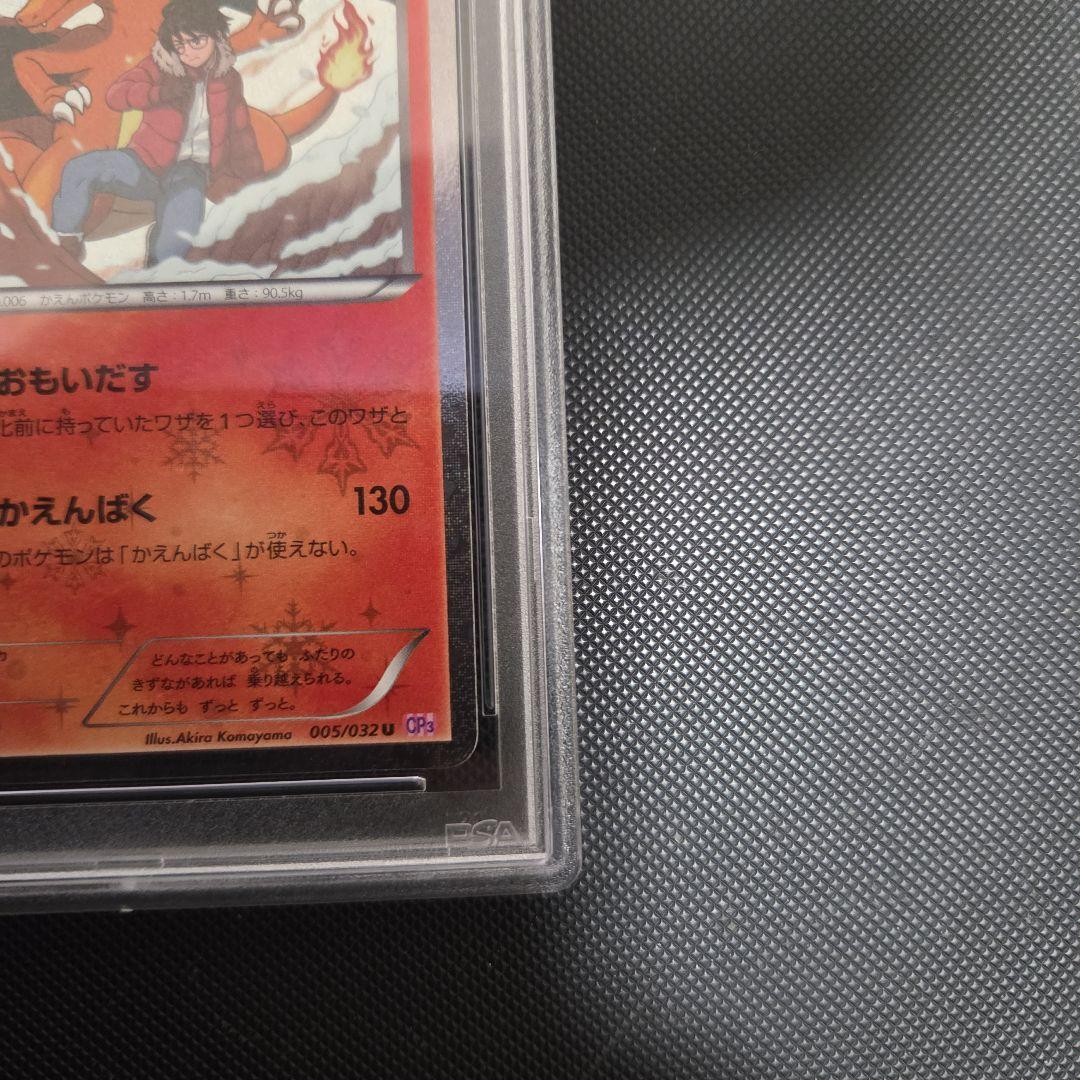 .006 かえんポケモン 高さ：1.7m 重さ：90.5kg
おもいだす
化前に持っていたワザを1つ選び、このワザと
かえんばく 130
のポケモンは「かえんばく」が使えない。
どんなことがあっても ふたりの
きずながあれば 乗り越えられる。
これからも ずっと ずっと。
Illus.Akira Komayama 005/032 U CP3
PSA